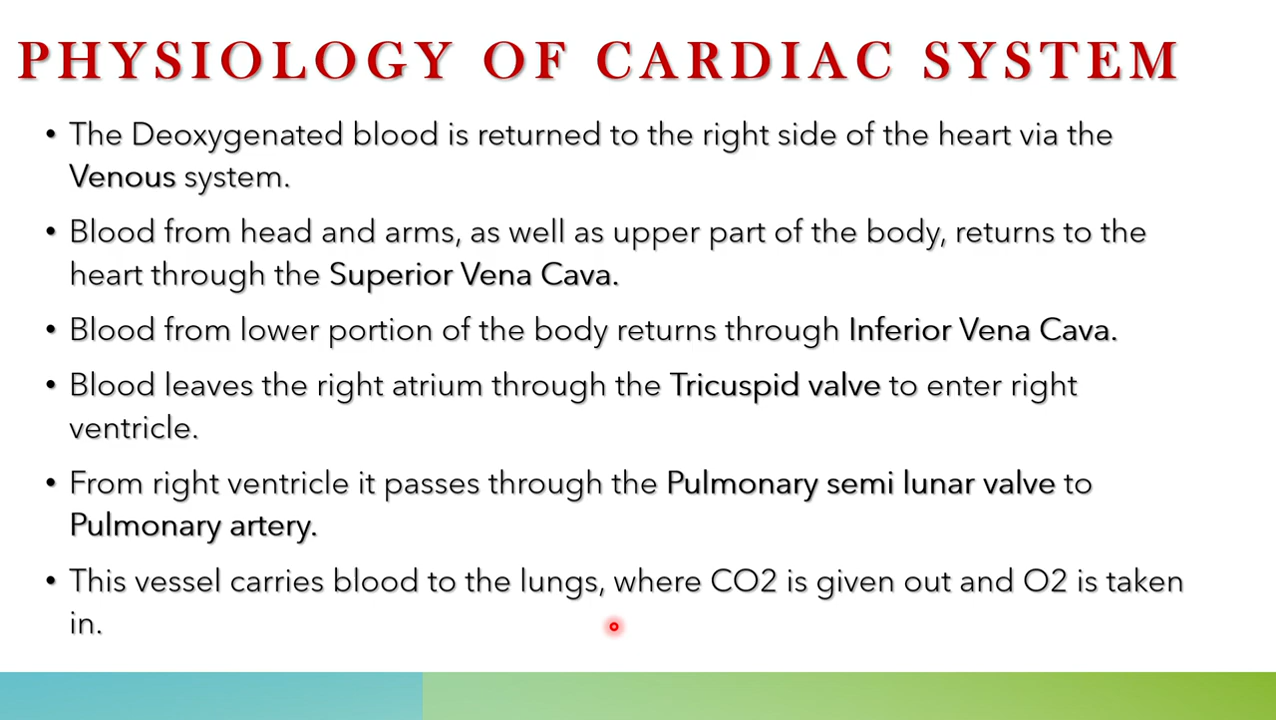 PHYSIOLOGY OF CARDIAC SYSTEM
• The Deoxygenated blood is returned to the right side of the heart via the
Venous system.
• Blood from head and arms, as well as upper part of the body, returns to the
heart through the Superior Vena Cava.
• Blood from lower portion of the body returns through Inferior Vena Cava.
• Blood leaves the right atrium through the Tricuspid valve to enter right
ventricle.
• From right ventricle it passes through the Pulmonary semi lunar valve to
Pulmonary artery.
• This vessel carries blood to the lungs, where CO2 is given out and O2 is taken
in.